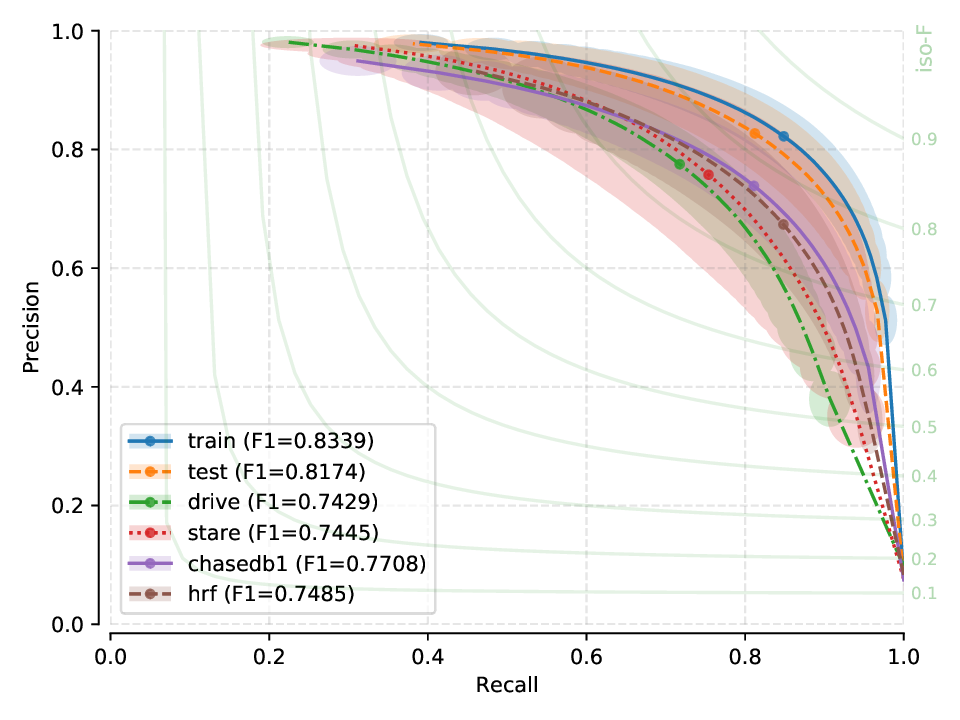 1.0
0.8
0.6
0.4
0.2
0.0
Precision
0.0
0.2
0.4
0.6
0.8
1.0
Recall
iso-F
0.9
0.8
0.7
0.6
0.5
0.4
0.3
0.2
0.1
train (F1=0.8339)
test (F1=0.8174)
drive (F1=0.7429)
stare (F1=0.7445)
chasedb1 (F1=0.7708)
hrf (F1=0.7485)